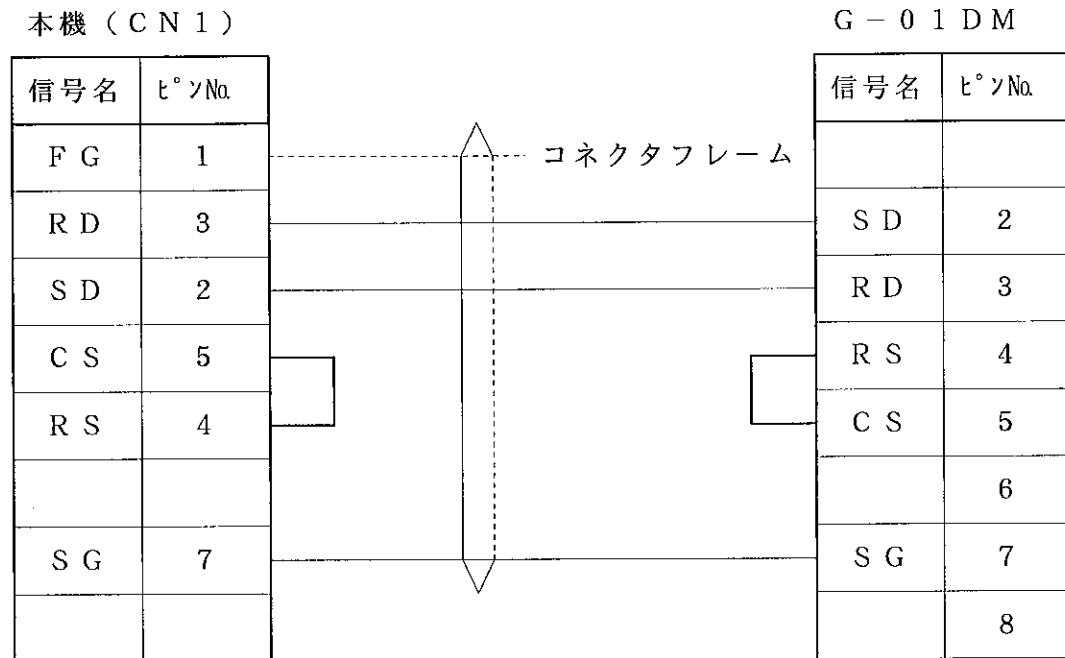 本機（CN1）
G－01DM
信号名 ピンNo.
FG 1
RD 3
SD 2
CS 5
RS 4
SG 7
コネクタフレーム
信号名 ピンNo.
SD 2
RD 3
RS 4
CS 5
6
SG 7
8